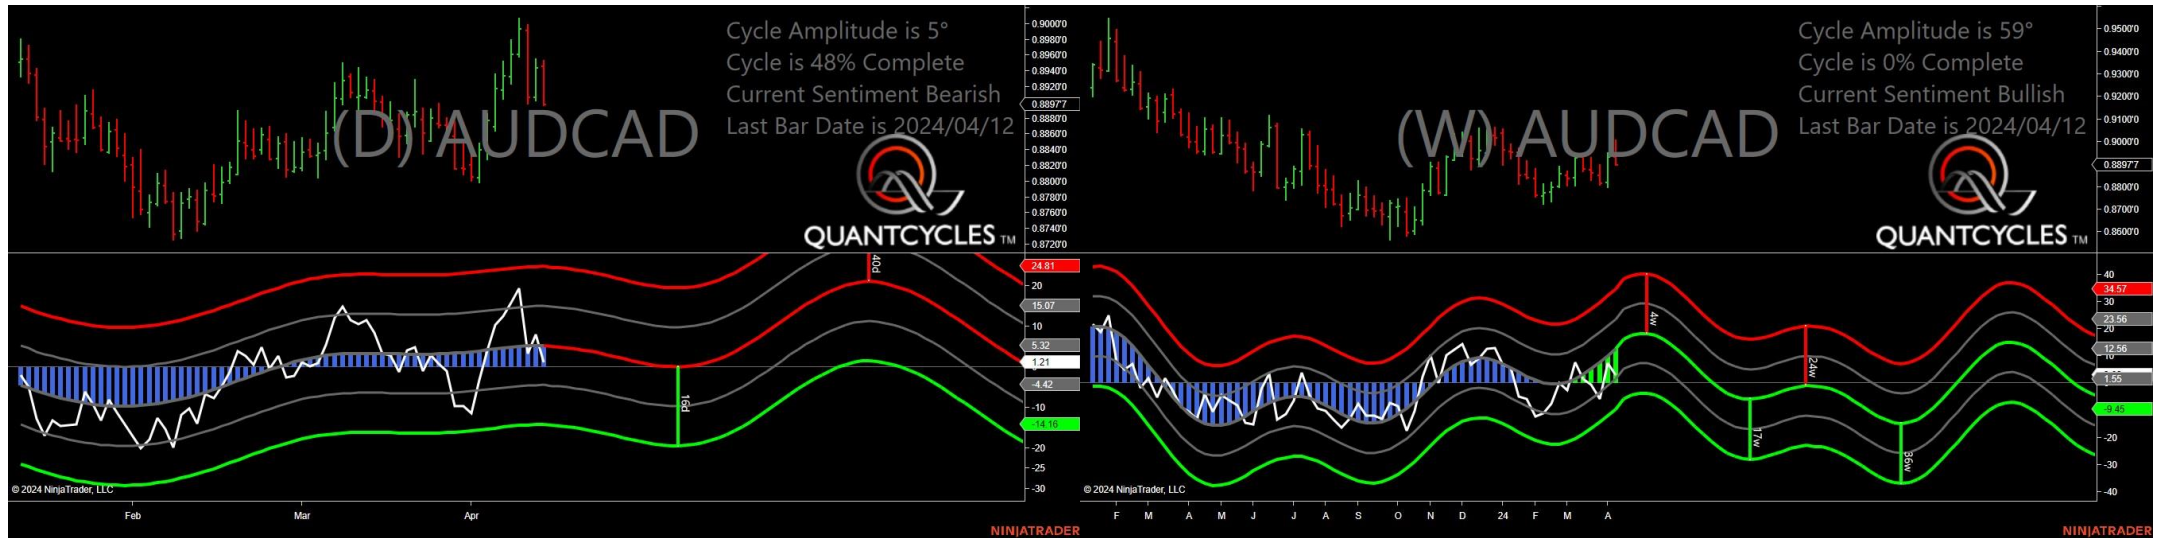 Cycle Amplitude is 5°
Cycle is 48% Complete
Current Sentiment Bearish
Last Bar Date is 2024/04/12
(D) AUDCAD
QUANTCYCLES TM
0.9000'0
0.8980'0
0.8960'0
0.8940'0
0.8920'0
0.88977
0.8880'0
0.8860'0
0.8840'0
0.8820'0
0.8800'0
0.8780'0
0.8760'0
0.8740'0
0.8720'0
40d
24.81
20
15.07
10
5.32
1.21
-4.42
-10
-14.16
-20
-25
-30
16d
© 2024 NinjaTrader, LLC
Feb Mar Apr
NINJATRADER
Cycle Amplitude is 59°
Cycle is 0% Complete
Current Sentiment Bullish
Last Bar Date is 2024/04/12
(W) AUDCAD
QUANTCYCLES TM
0.9500'0
0.9400'0
0.9300'0
0.9200'0
0.9100'0
0.9000'0
0.88977
0.8800'0
0.8700'0
0.8600'0
40
34.57
30
23.56
20
12.56
1.55
-9.45
-20
-30
-40
4w
24w
17w
36w
© 2024 NinjaTrader, LLC
F M A M J J A S O N D 24 F M A
NINJATRADER